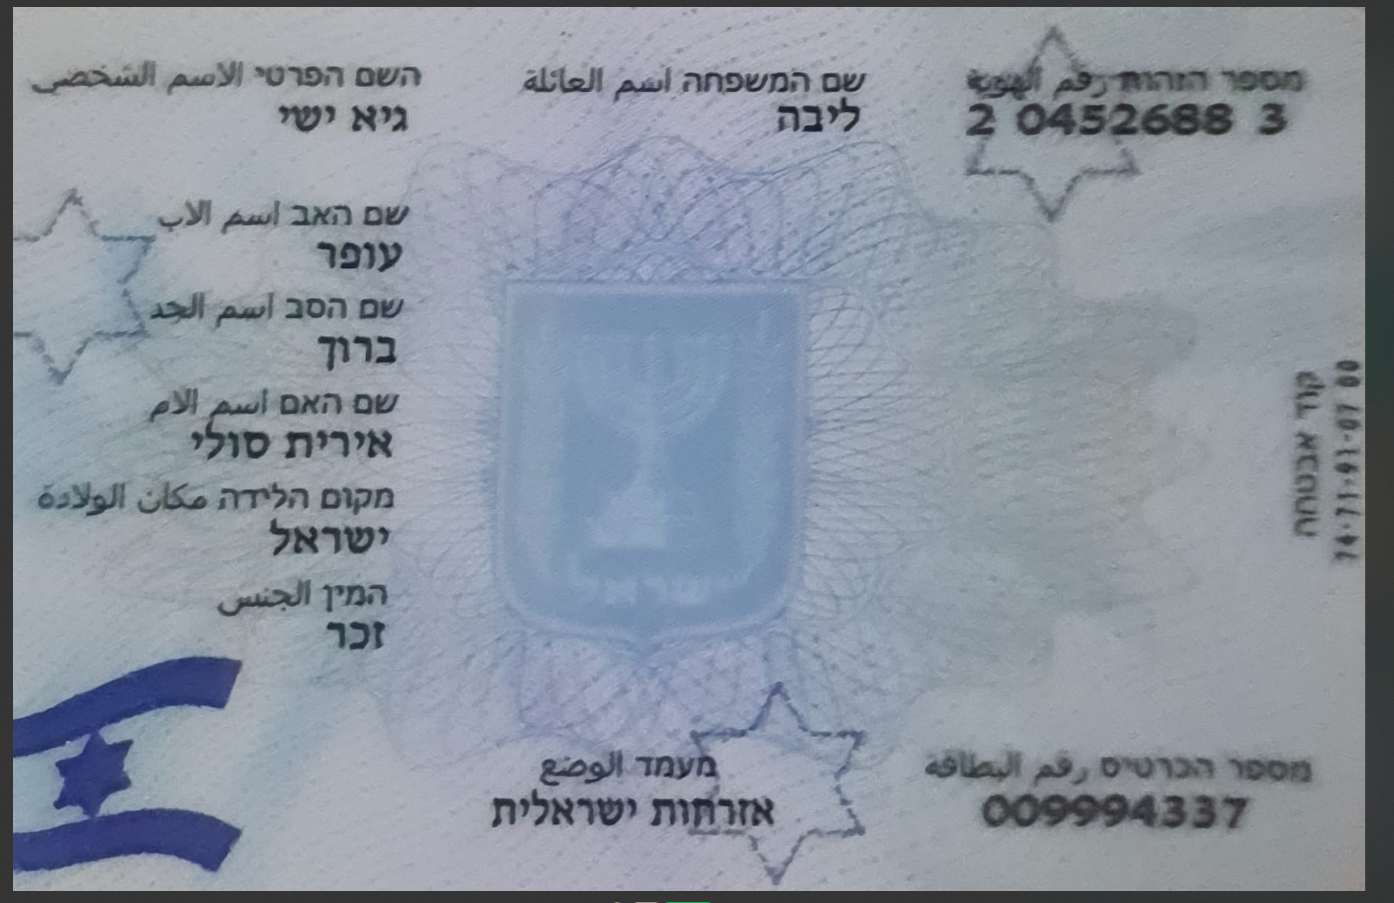 מספר הזהות رقم الهوية
2 0452688 3
שם המשפחה اسم العائلة
ליבה
השם הפרטי الاسم الشخصي
גיא ישי
שם האב اسم الاب
עופר
שם הסב اسم الجد
ברוך
שם האם اسم الام
אירית סולי
מקום הלידה مكان الولادة
ישראל
המין الجنس
זכר
ישראל
קוד אבטחה
מעמד الوضع
אזרחות ישראלית
מספר הכרטיס رقم البطاقة
009994337